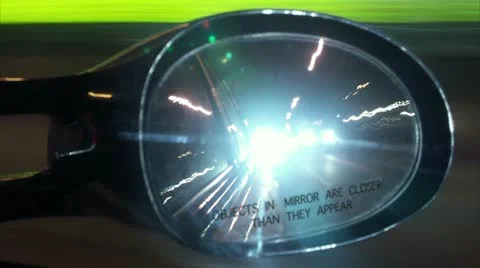 OBJECTS IN MIRROR ARE CLOSER
THAN THEY APPEAR